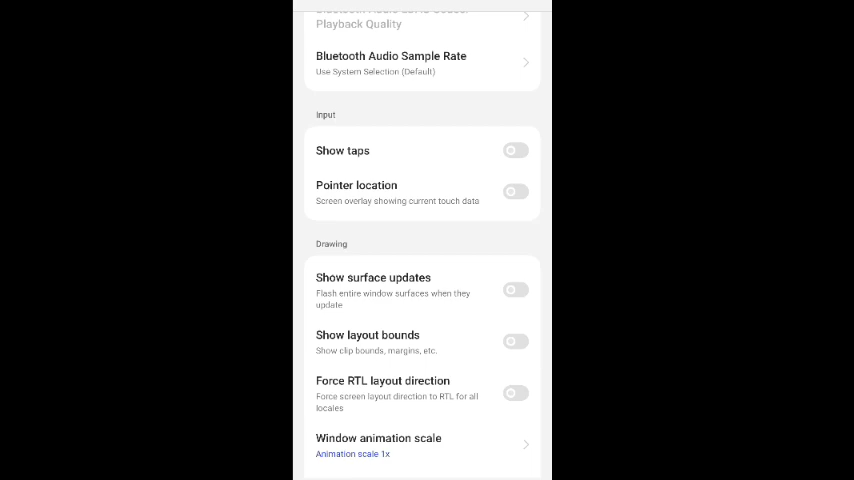 Playback Quality
Bluetooth Audio Sample Rate
Use System Selection (Default)
Input
Show taps
Pointer location
Screen overlay showing current touch data
Drawing
Show surface updates
Flash entire window surfaces when they
update
Show layout bounds
Show clip bounds, margins, etc.
Force RTL layout direction
Force screen layout direction to RTL for all
locales
Window animation scale
Animation scale 1x